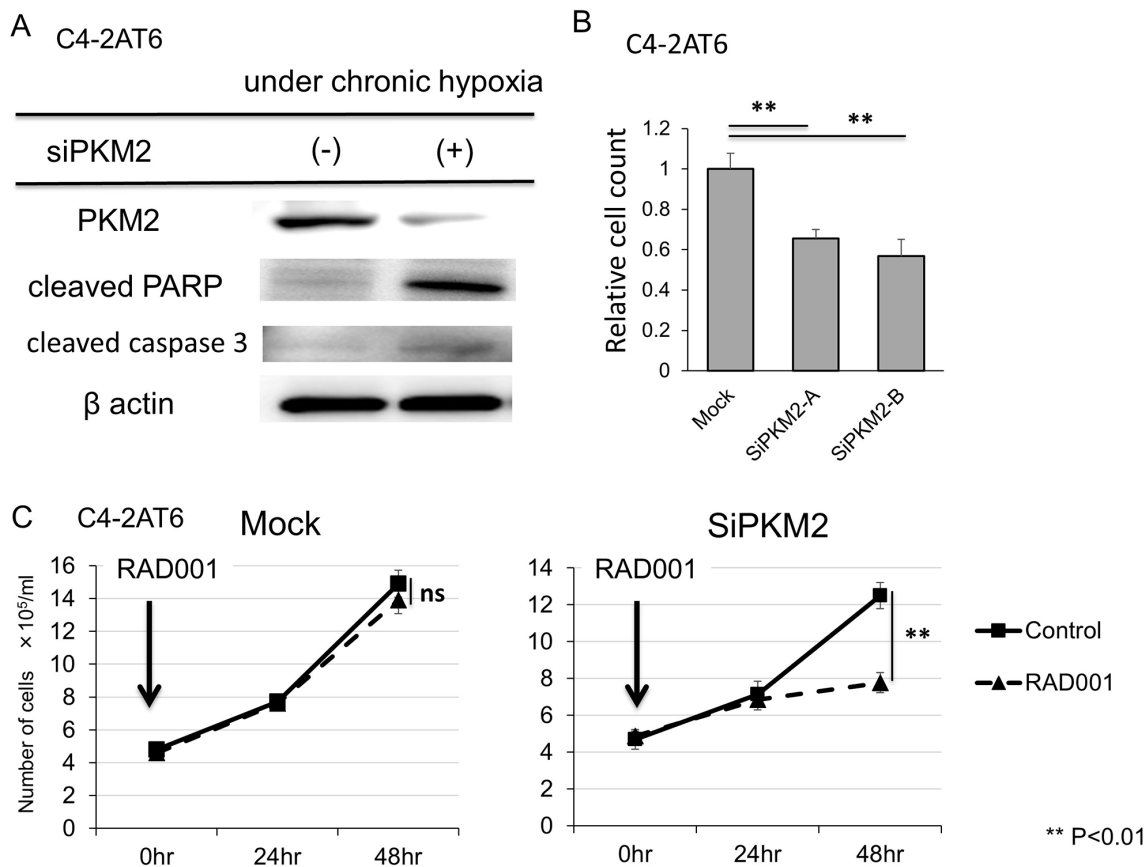 A
C4-2AT6
under chronic hypoxia
siPKM2 (-) (+)
PKM2
cleaved PARP
cleaved caspase 3
β actin
B
C4-2AT6
** **
Relative cell count
1.2
1
0.8
0.6
0.4
0.2
0
Mock SiPKM2-A SiPKM2-B
C
C4-2AT6 Mock
RAD001
Number of cells ×10⁵/ml
16
14
12
10
8
6
4
2
0
ns
0hr 24hr 48hr
SiPKM2
RAD001
14
12
10
8
6
4
2
0
**
0hr 24hr 48hr
Control
RAD001
** P<0.01